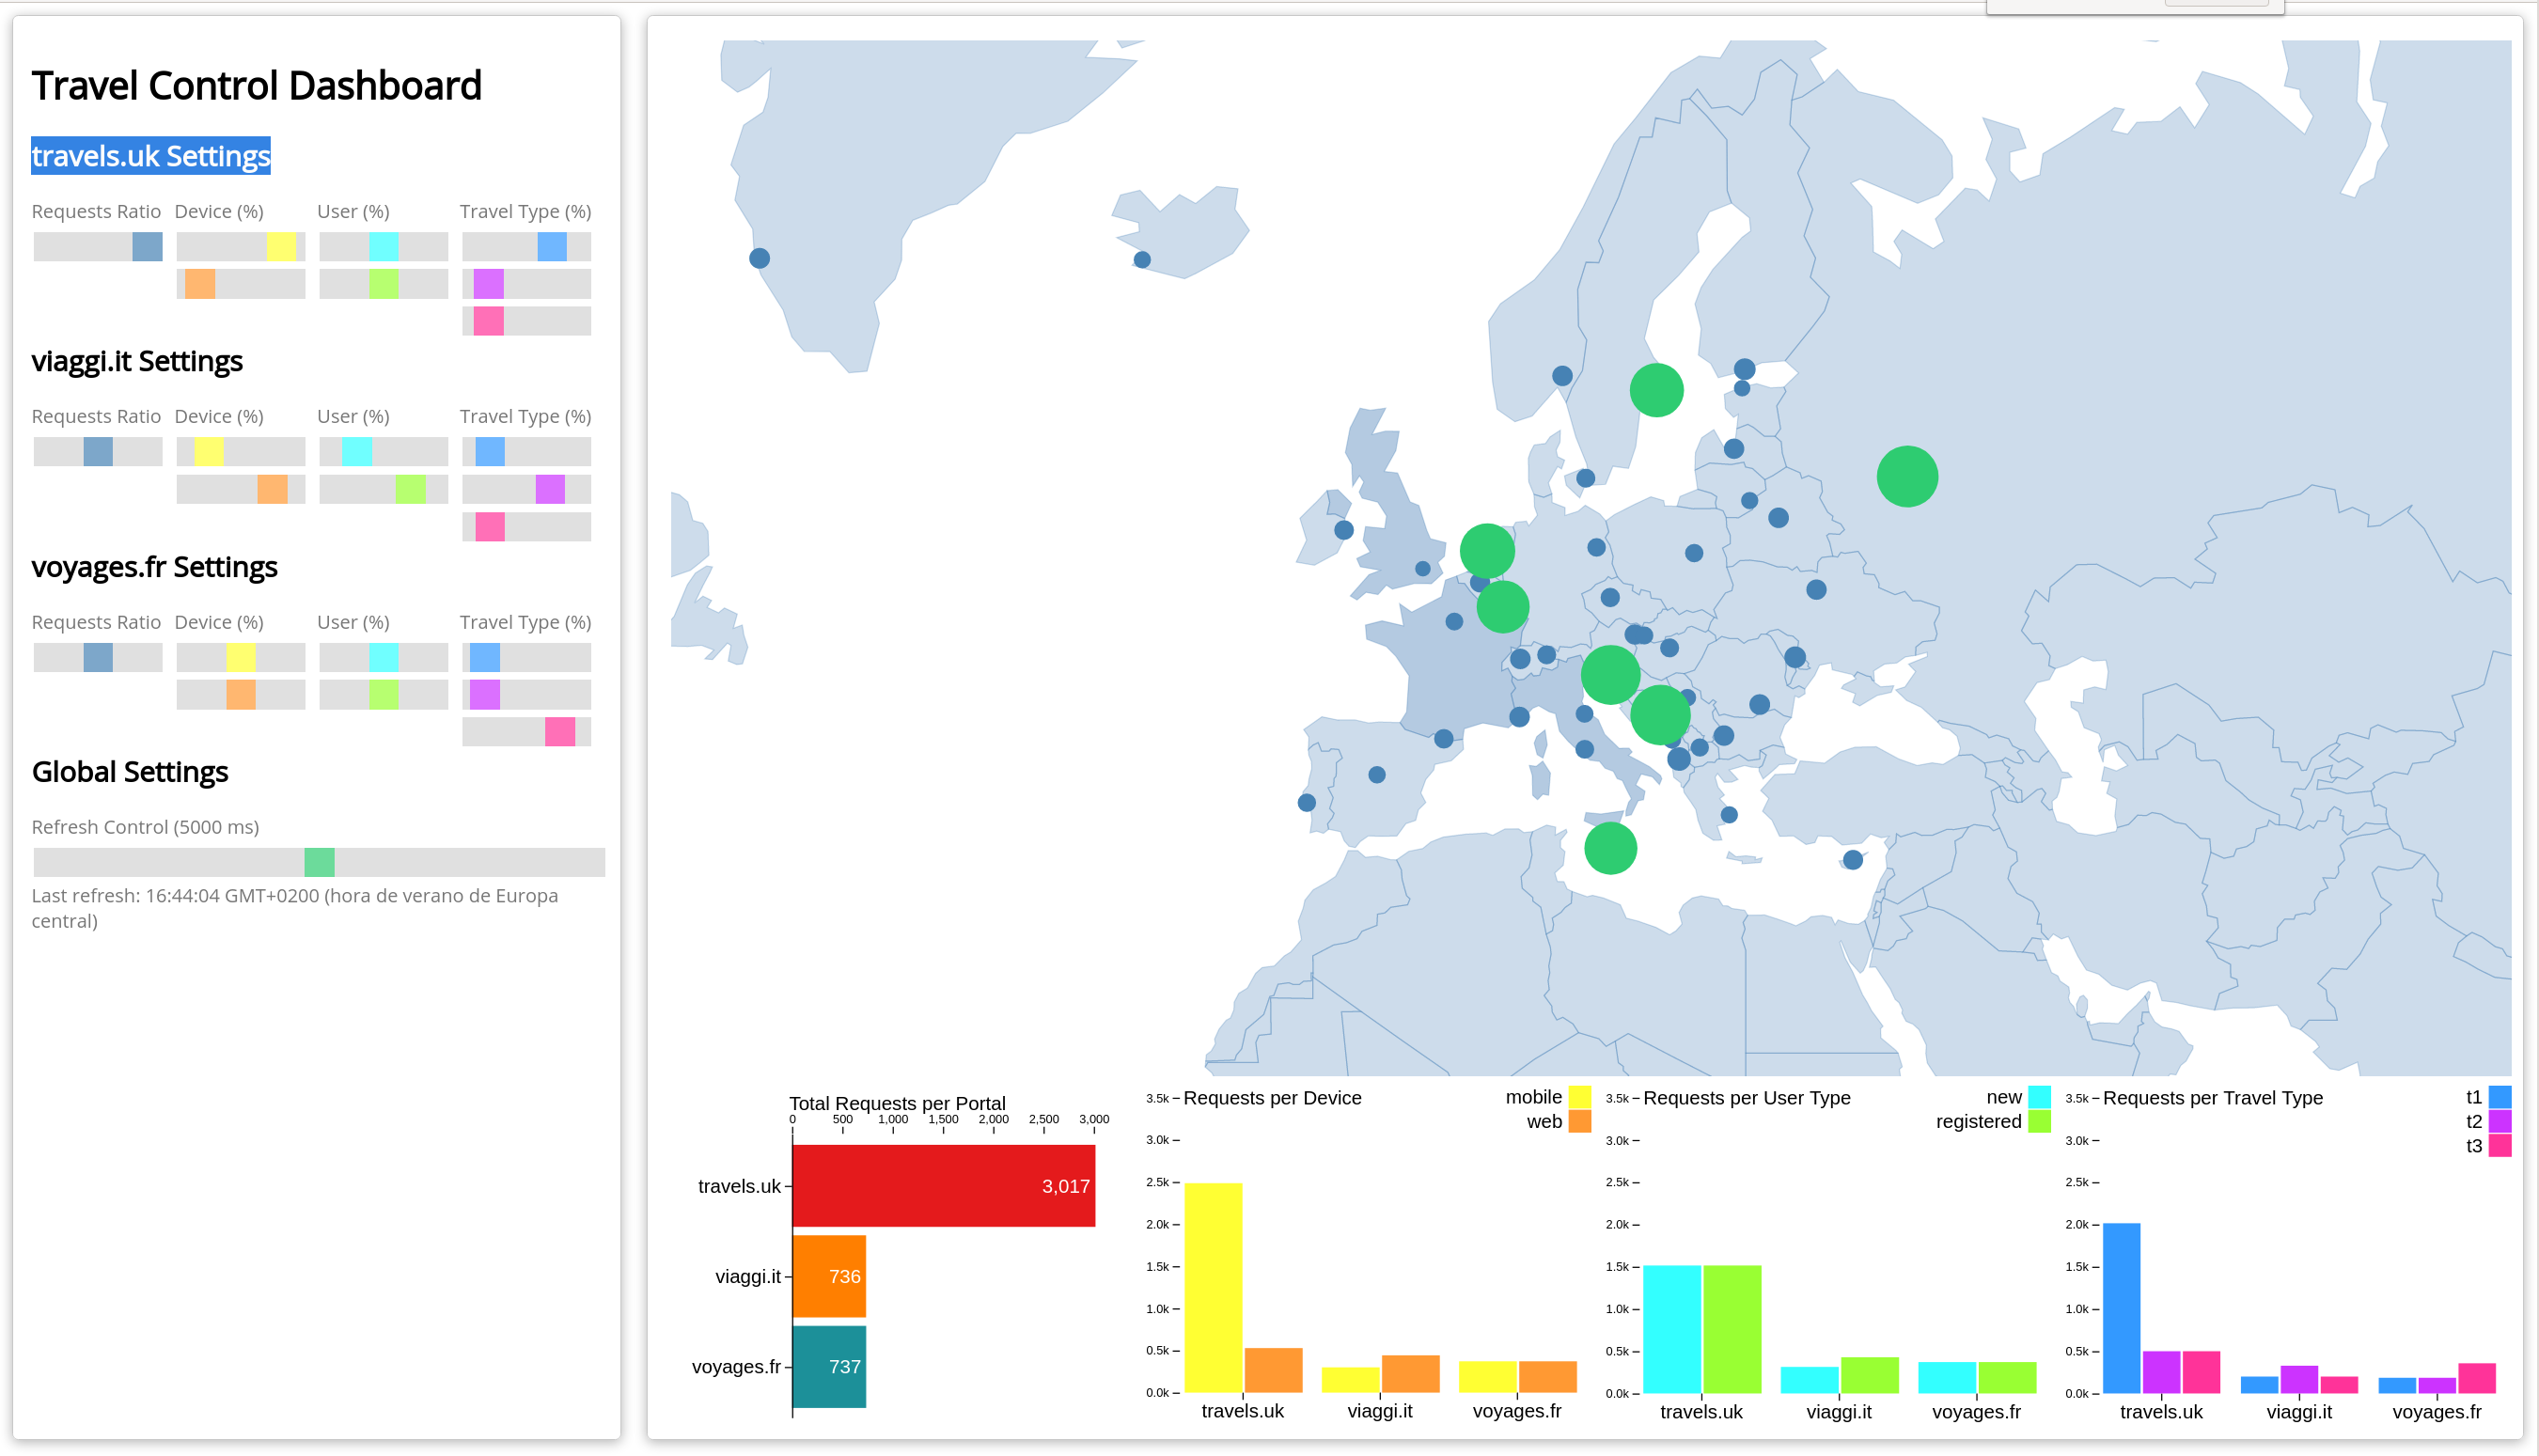 Travel Control Dashboard
travels.uk Settings
Requests Ratio Device (%) User (%) Travel Type (%)
viaggi.it Settings
Requests Ratio Device (%) User (%) Travel Type (%)
voyages.fr Settings
Requests Ratio Device (%) User (%) Travel Type (%)
Global Settings
Refresh Control (5000 ms)
Last refresh: 16:44:04 GMT+0200 (hora de verano de Europa
central)
Total Requests per Portal
0 500 1,000 1,500 2,000 2,500 3,000
travels.uk 3,017
viaggi.it 736
voyages.fr 737
Requests per Device
mobile
web
3.5k
3.0k
2.5k
2.0k
1.5k
1.0k
0.5k
0.0k
travels.uk viaggi.it voyages.fr
Requests per User Type
new
registered
3.5k
3.0k
2.5k
2.0k
1.5k
1.0k
0.5k
0.0k
travels.uk viaggi.it voyages.fr
Requests per Travel Type
t1
t2
t3
3.5k
3.0k
2.5k
2.0k
1.5k
1.0k
0.5k
0.0k
travels.uk viaggi.it voyages.fr